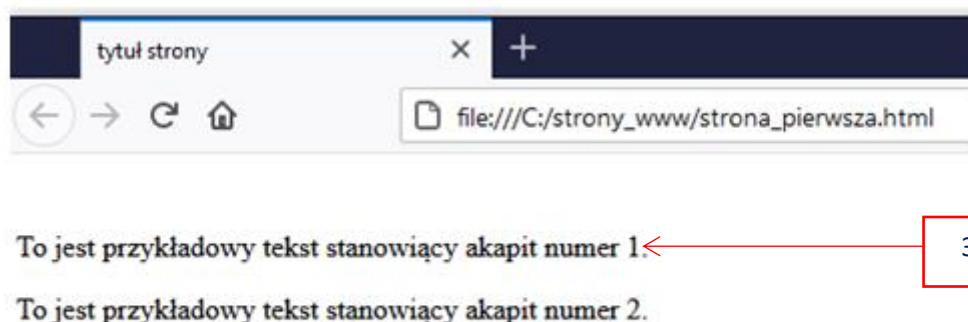 tytuł strony
file:///C:/strony_www/strona_pierwsza.html
To jest przykładowy tekst stanowiący akapit numer 1.
3
To jest przykładowy tekst stanowiący akapit numer 2.